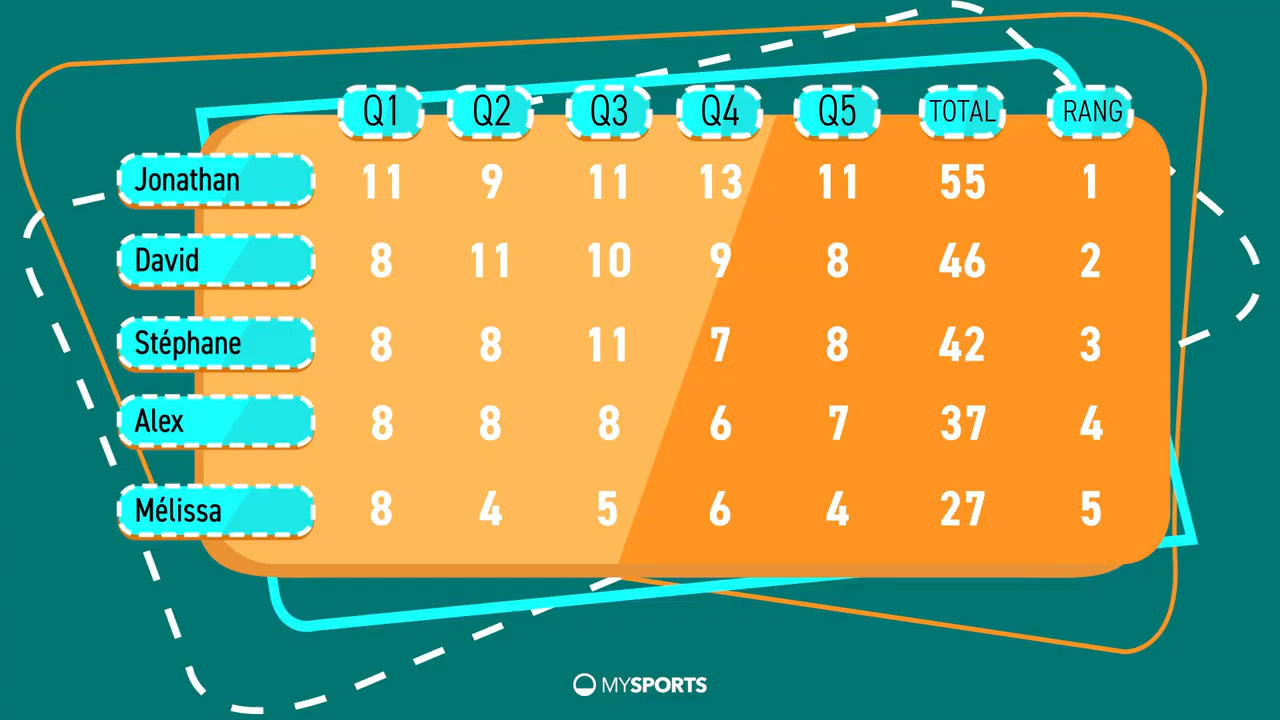 Q1 Q2 Q3 Q4 Q5 TOTAL RANG
Jonathan 11 9 11 13 11 55 1
David 8 11 10 9 8 46 2
Stéphane 8 8 11 7 8 42 3
Alex 8 8 8 6 7 37 4
Mélissa 8 4 5 6 4 27 5
MYSPORTS